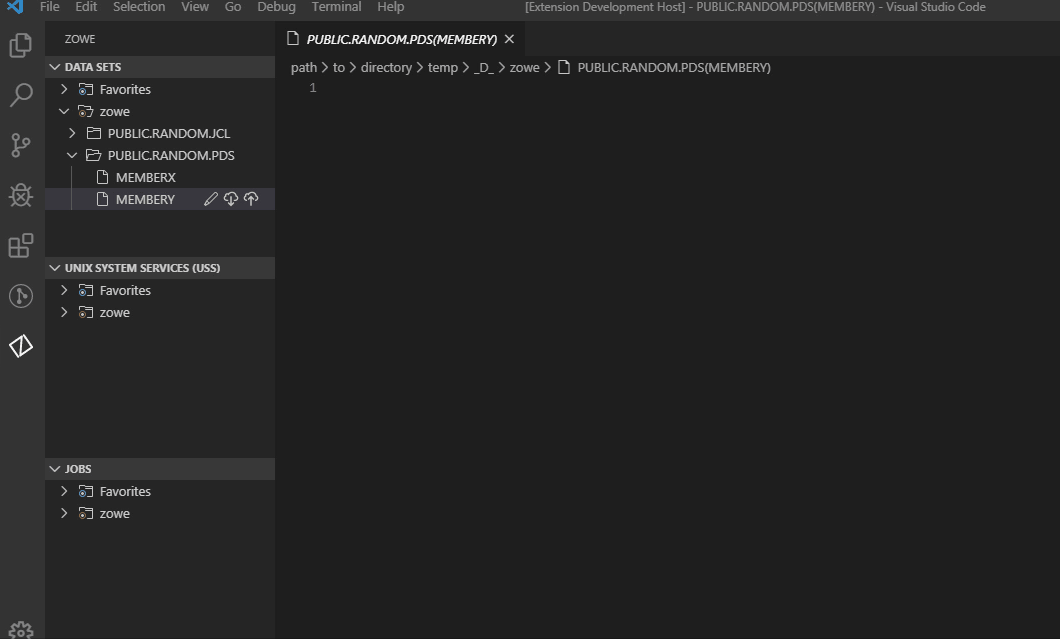 File Edit Selection View Go Debug Terminal Help [Extension Development Host] - PUBLIC.RANDOM.PDS(MEMBERY) - Visual Studio Code
ZOWE
DATA SETS
Favorites
zowe
PUBLIC.RANDOM.JCL
PUBLIC.RANDOM.PDS
MEMBERX
MEMBERY
UNIX SYSTEM SERVICES (USS)
Favorites
zowe
JOBS
Favorites
zowe
PUBLIC.RANDOM.PDS(MEMBERY)
path > to > directory > temp > _D_ > zowe > PUBLIC.RANDOM.PDS(MEMBERY)
1